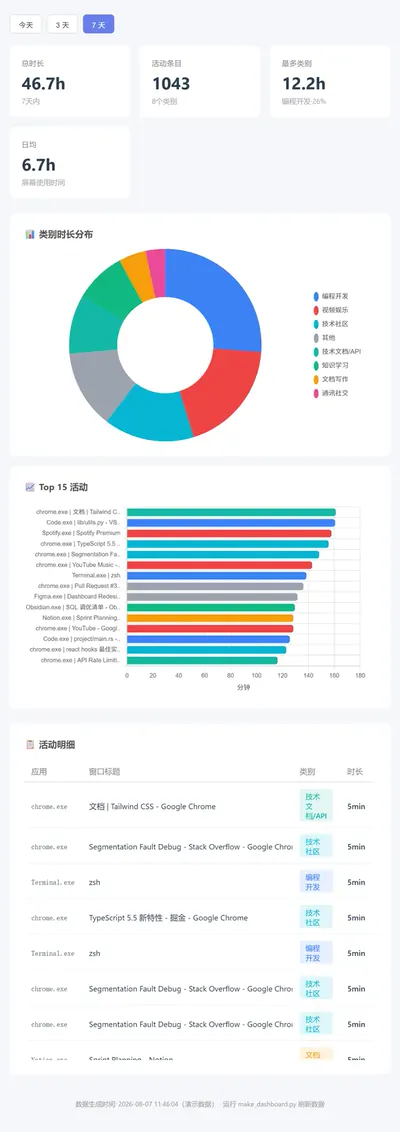 今天 3 天 7 天
总时长 活动条目 最多类别
46.7h 1043 12.2h
7天内 8个类别 编程开发·26%
日均
6.7h
屏幕使用时间
类别时长分布
编程开发
视频娱乐
技术社区
其他
技术文档/API
知识学习
文档写作
通讯社交
Top 15 活动
chrome.exe | 文档 | Tailwind C..
Code.exe | lib/utils.py - VS..
Spotify.exe | Spotify Premium
chrome.exe | TypeScript 5.5 ..
chrome.exe | Segmentation Fa..
chrome.exe | YouTube Music -..
Terminal.exe | zsh
chrome.exe | Pull Request #3..
Figma.exe | Dashboard Redesi..
Obsidian.exe | SQL 调优清单 - Ob..
Notion.exe | Sprint Planning..
chrome.exe | YouTube - Googl..
Code.exe | project/main.rs -..
chrome.exe | react hooks 最佳实..
chrome.exe | API Rate Limiti..
0 20 40 60 80 100 120 140 160 180
分钟
活动明细
应用 窗口标题 类别 时长
chrome.exe 文档 | Tailwind CSS - Google Chrome 技术文档/API 5min
chrome.exe Segmentation Fault Debug - Stack Overflow - Google Chro 技术社区 5min
Terminal.exe zsh 编程开发 5min
chrome.exe TypeScript 5.5 新特性 - 掘金 - Google Chrome 技术社区 5min
Terminal.exe zsh 编程开发 5min
chrome.exe Segmentation Fault Debug - Stack Overflow - Google Chro 技术社区 5min
chrome.exe Segmentation Fault Debug - Stack Overflow - Google Chro 技术社区 5min
Notion.exe Sprint Planning - Notion 文档 5min
数据生成时间·2026-08-07 11:46:04（演示数据） · 运行 make_dashboard.py 刷新数据